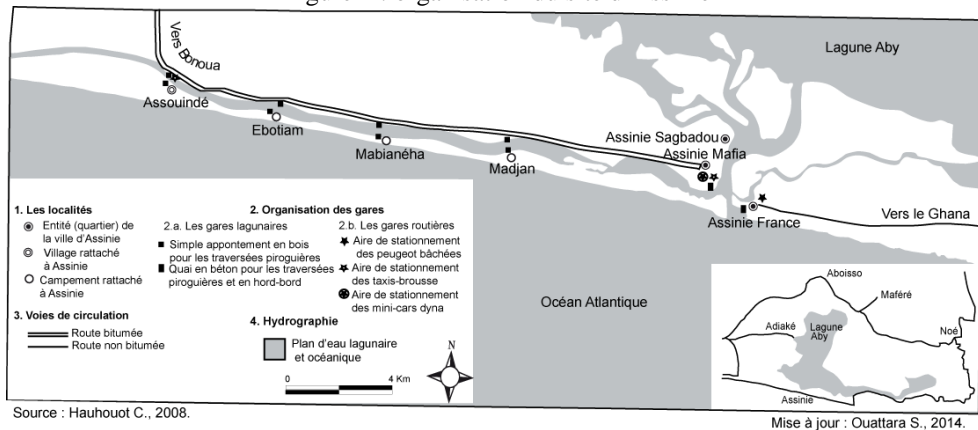 Vers Bonoua
Lagune Aby
Assouindé
Ebotiam
Mabianéha
Madjan
Assinie Sagbadou
Assinie Mafia
Assinie France
Vers le Ghana
Océan Atlantique
1. Les localités
Entité (quartier) de
la ville d'Assinie
Village rattaché
à Assinie
Campement rattaché
à Assinie
3. Voies de circulation
Route bitumée
Route non bitumée
2. Organisation des gares
2.a. Les gares lagunaires
Simple appontement en bois
pour les traversées piroguières
Quai en béton pour les traversées
piroguières et en hord-bord
2.b. Les gares routières
Aire de stationnement
des peugeot bâchées
Aire de stationnement
des taxis-brousse
Aire de stationnement
des mini-cars dyna
4. Hydrographie
Plan d'eau lagunaire
et océanique
0 4 Km
N
Aboisso
Maféré
Adiaké
Lagune
Aby
Noé
Assinie
Source : Hauhouot C., 2008.
Mise à jour : Ouattara S., 2014.